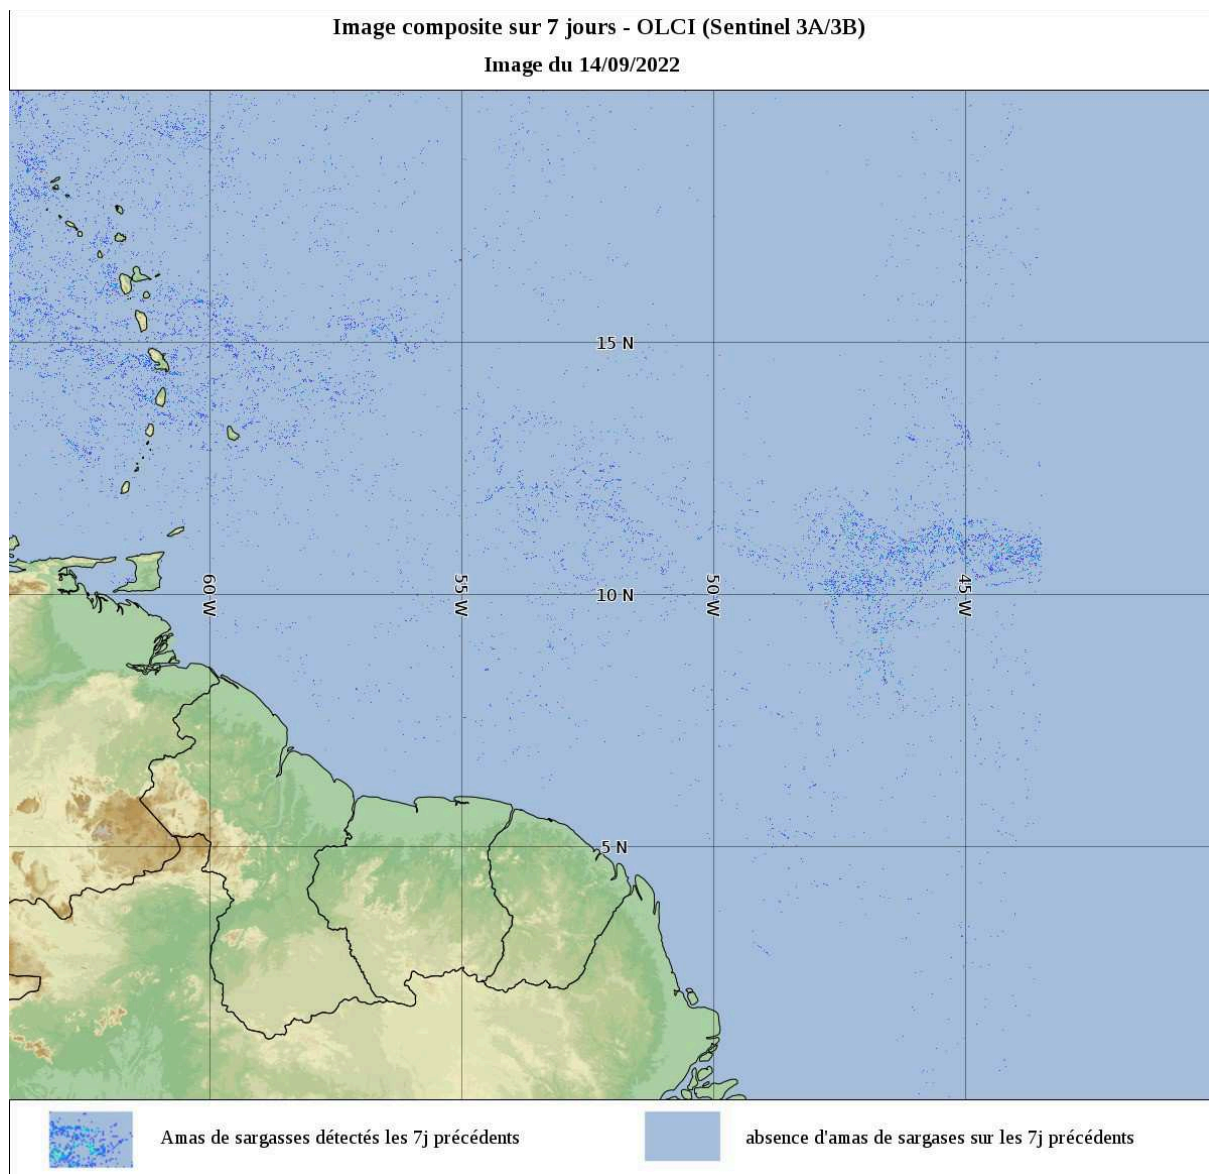 Image composite sur 7 jours - OLCI (Sentinel 3A/3B)
Image du 14/09/2022
15 N
60 W
55 W
10 N
50 W
45 W
5 N
Amas de sargasses détectés les 7j précédents
absence d'amas de sargases sur les 7j précédents